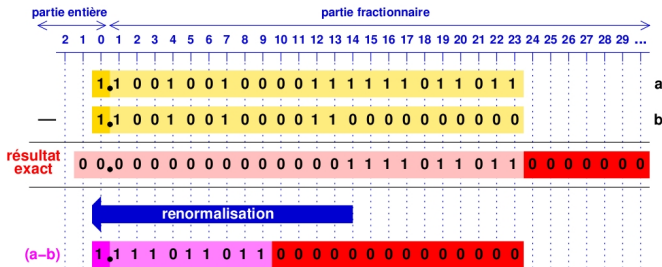 partie entière partie fractionnaire
2 1 0 1 2 3 4 5 6 7 8 9 10 11 12 13 14 15 16 17 18 19 20 21 22 23 24 25 26 27 28 29 ...
1.1 0 0 1 0 0 1 0 0 0 0 1 1 1 1 1 1 0 1 1 0 1 1 a
— 1.1 0 0 1 0 0 1 0 0 0 0 1 1 0 0 0 0 0 0 0 0 0 0 b
résultat
exact
0 0.0 0 0 0 0 0 0 0 0 0 0 0 0 1 1 1 1 0 1 1 0 1 1 0 0 0 0 0 0 0
renormalisation
(a−b) 1.1 1 1 0 1 1 0 1 1 0 0 0 0 0 0 0 0 0 0 0 0 0 0